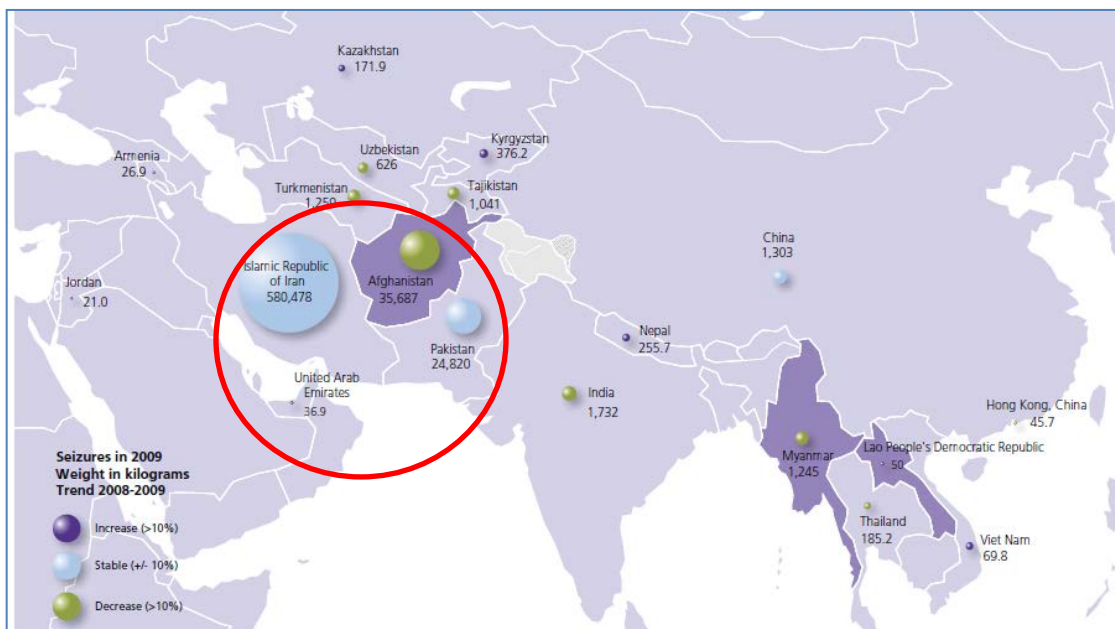 Kazakhstan
171.9
Kyrgyzstan
376.2
Uzbekistan
626
Armenia
26.9
Turkmenistan
1,259
Tajikistan
1,041
China
1,303
Islamic Republic
of Iran
580,478
Afghanistan
35,687
Jordan
21.0
Nepal
255.7
Pakistan
24,820
United Arab
Emirates
36.9
India
1,732
Hong Kong, China
45.7
Lao People's Democratic Republic
50
Myanmar
1,245
Thailand
185.2
Viet Nam
69.8
Seizures in 2009
Weight in kilograms
Trend 2008-2009
Increase (>10%)
Stable (+/- 10%)
Decrease (>10%)